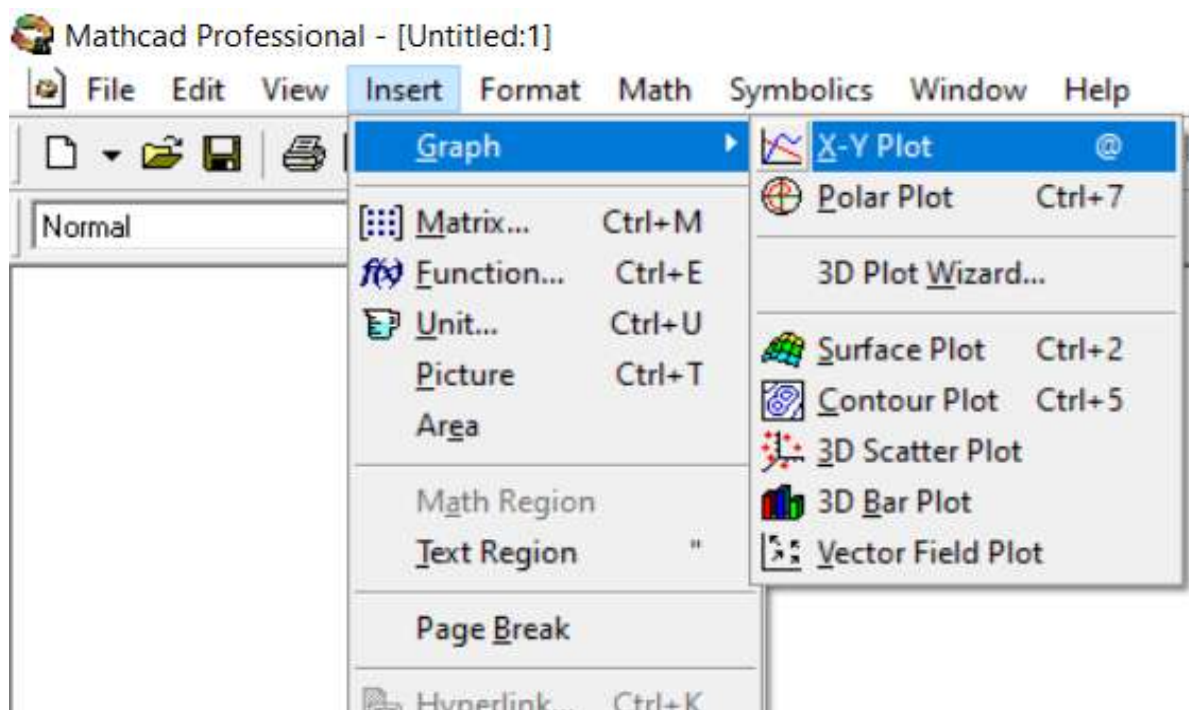 Mathcad Professional - [Untitled:1]
File Edit View Insert Format Math Symbolics Window Help
Normal
Graph
Matrix... Ctrl+M
Function... Ctrl+E
Unit... Ctrl+U
Picture Ctrl+T
Area
Math Region
Text Region "
Page Break
Hyperlink... Ctrl+K
X-Y Plot @
Polar Plot Ctrl+7
3D Plot Wizard...
Surface Plot Ctrl+2
Contour Plot Ctrl+5
3D Scatter Plot
3D Bar Plot
Vector Field Plot